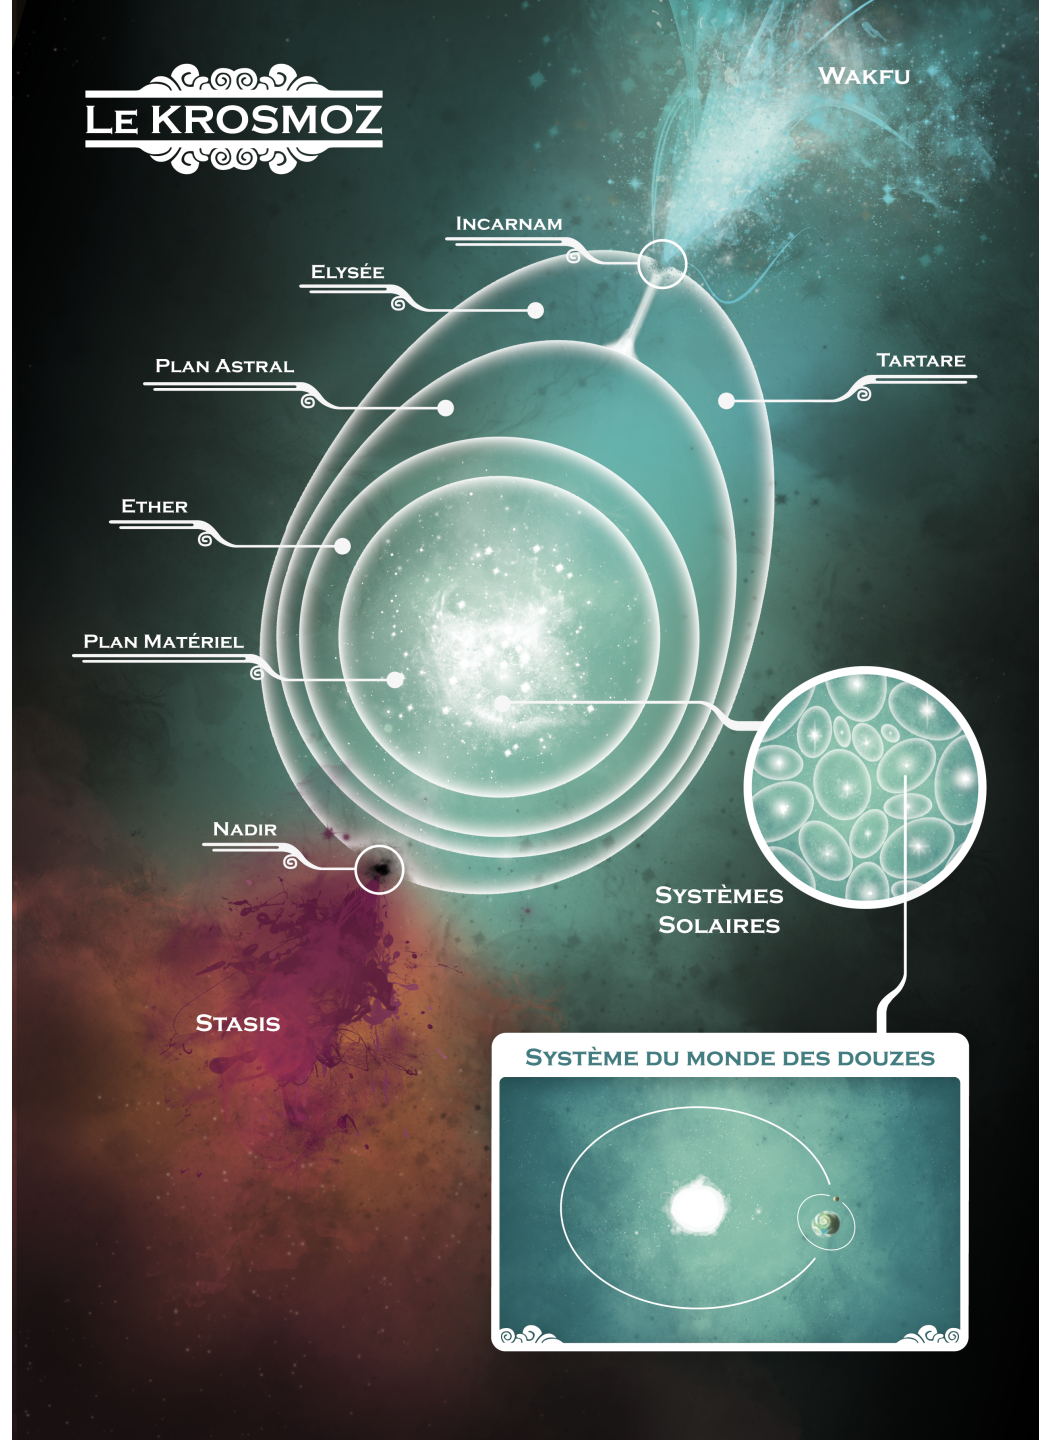 Le KROSMOZ
Wakfu
Incarnam
Elysée
Plan Astral
Tartare
Ether
Plan Matériel
Nadir
Systèmes
Solaires
Stasis
Système du monde des douzes